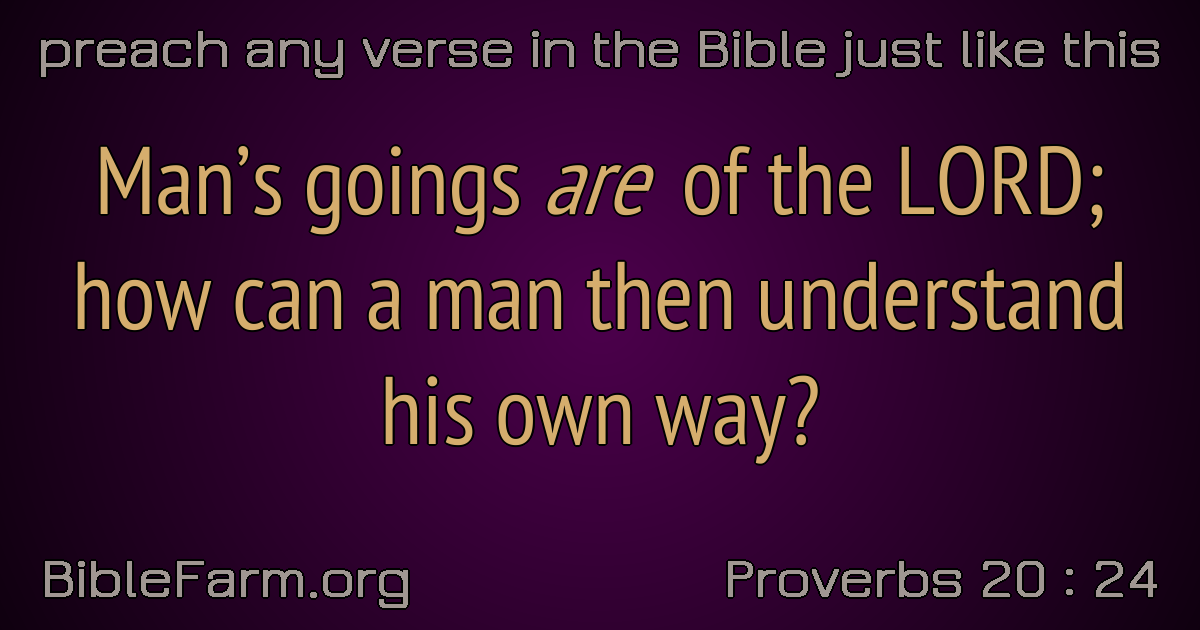 preach any verse in the Bible just like this
Man’s goings are of the LORD;
how can a man then understand
his own way?
BibleFarm.org
Proverbs 20 : 24